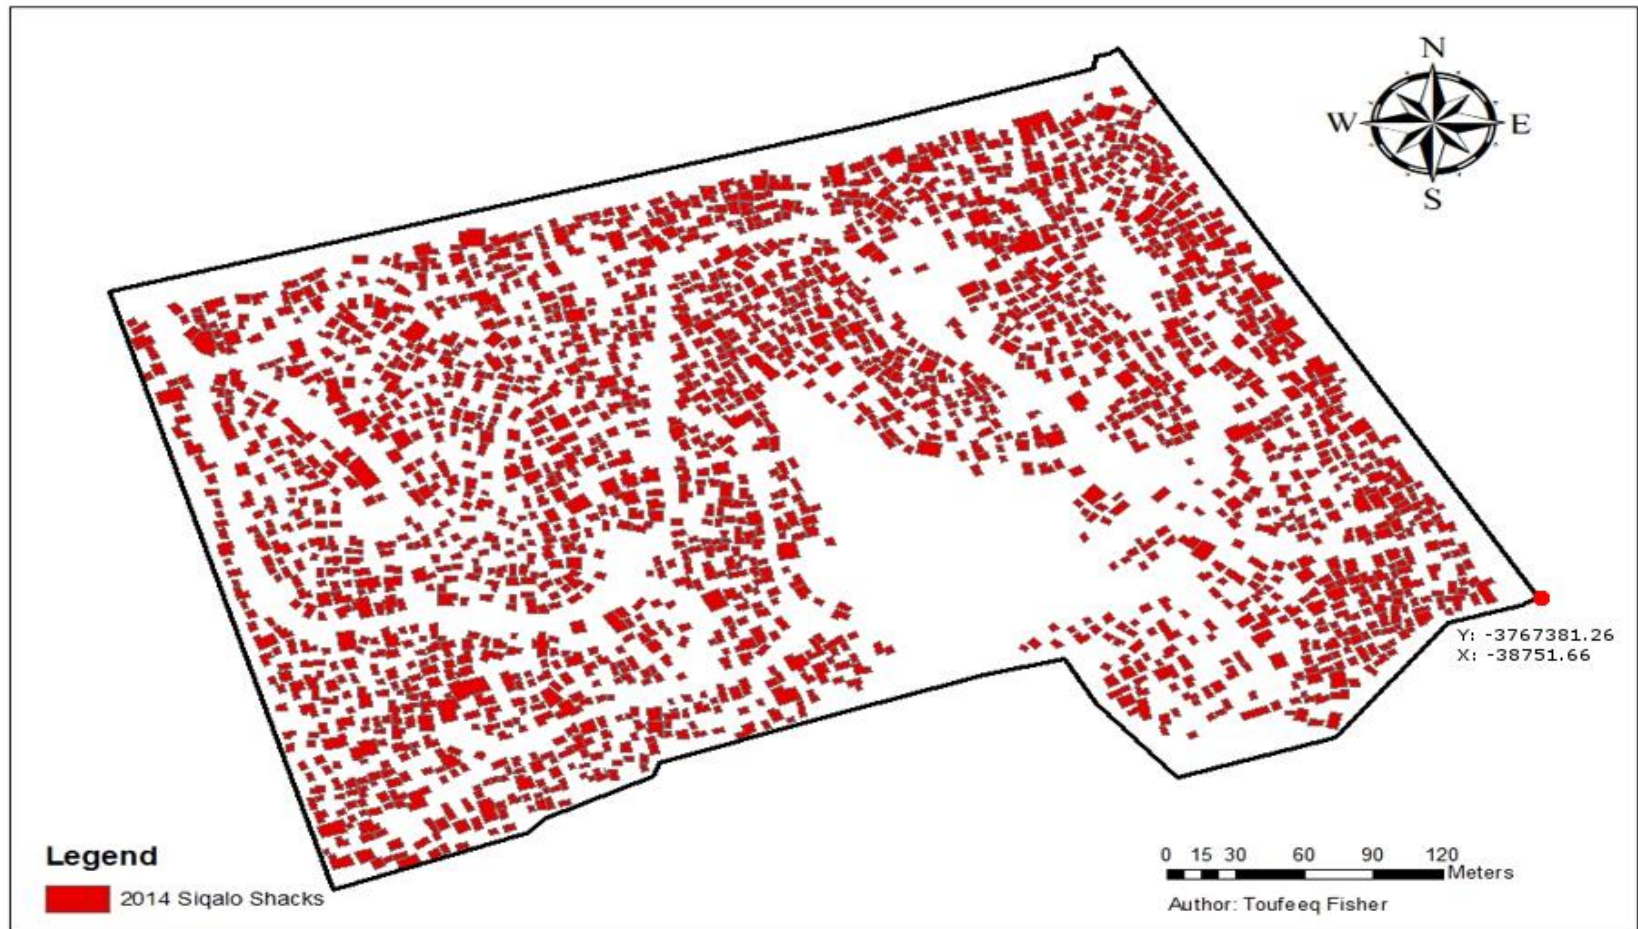 N
W E
S
Y: -3767381.26
X: -38751.66
Legend
2014 Siqalo Shacks
0 15 30 60 90 120
Meters
Author: Toufeeq Fisher